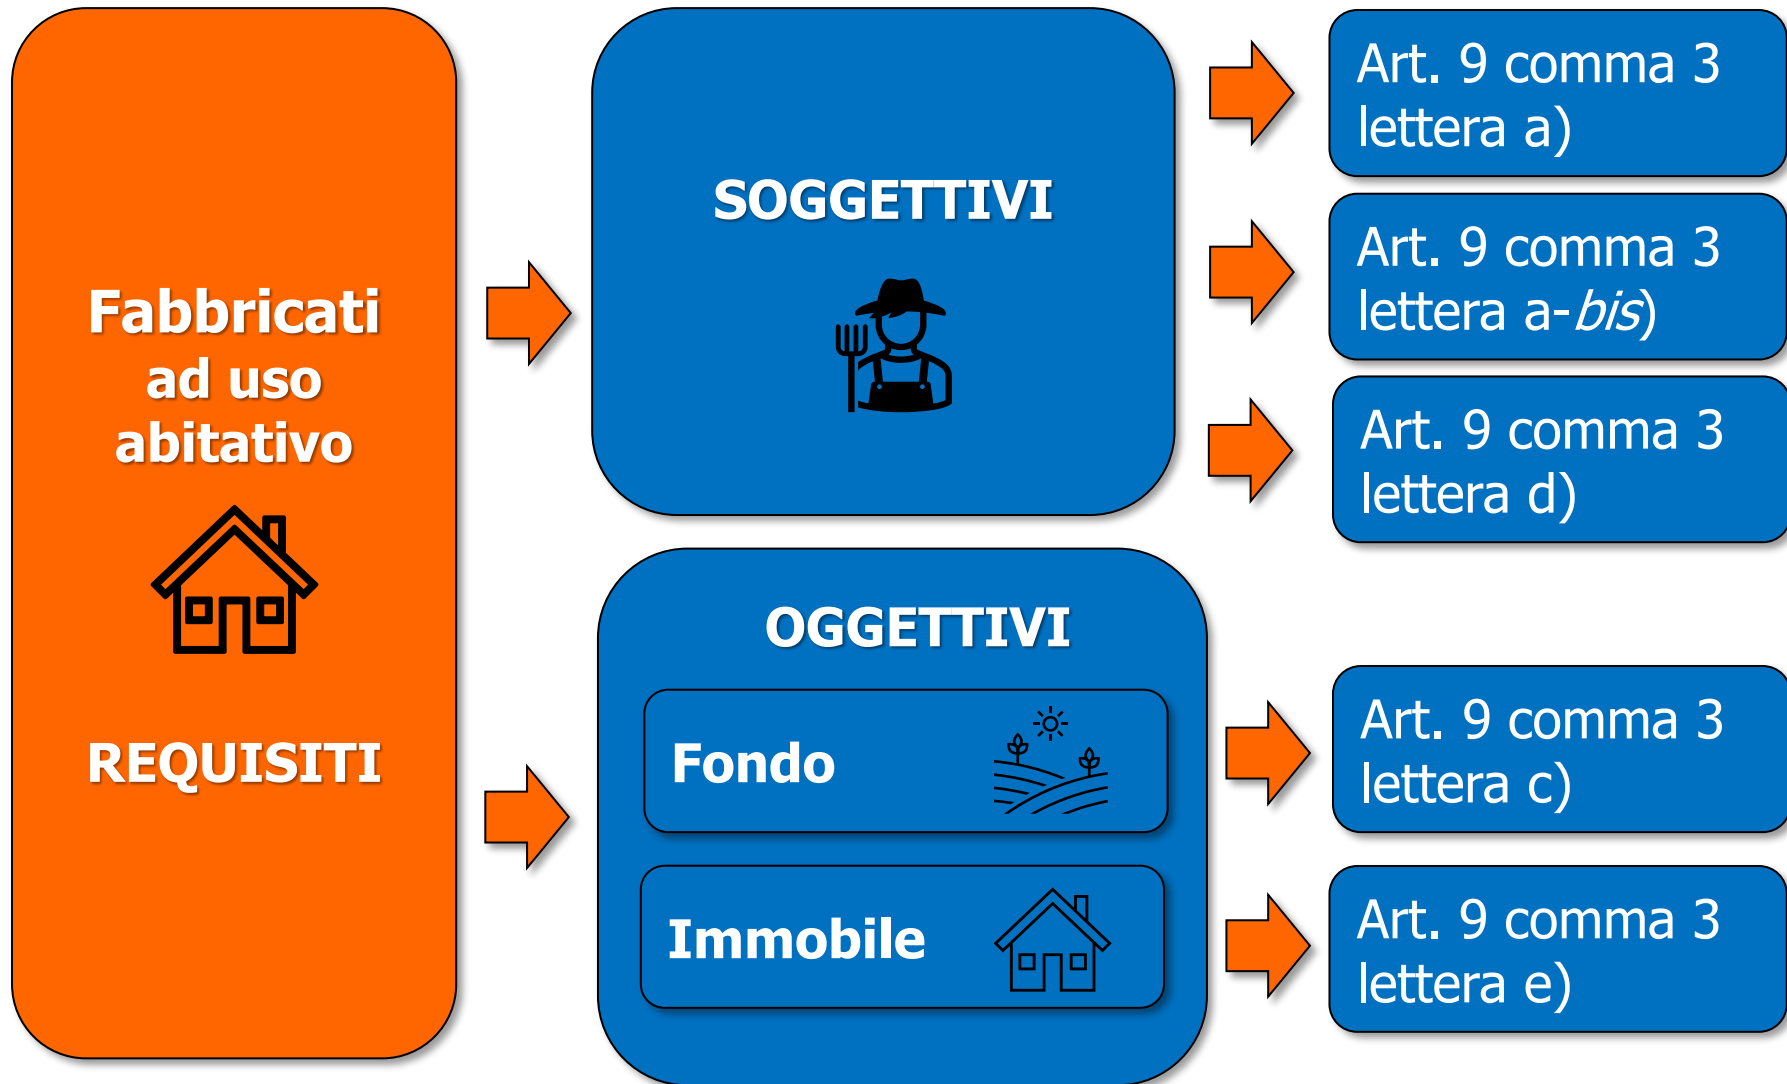 Fabbricati
ad uso
abitativo
REQUISITI
SOGGETTIVI
Art. 9 comma 3
lettera a)
Art. 9 comma 3
lettera a-bis)
Art. 9 comma 3
lettera d)
OGGETTIVI
Fondo
Art. 9 comma 3
lettera c)
Immobile
Art. 9 comma 3
lettera e)